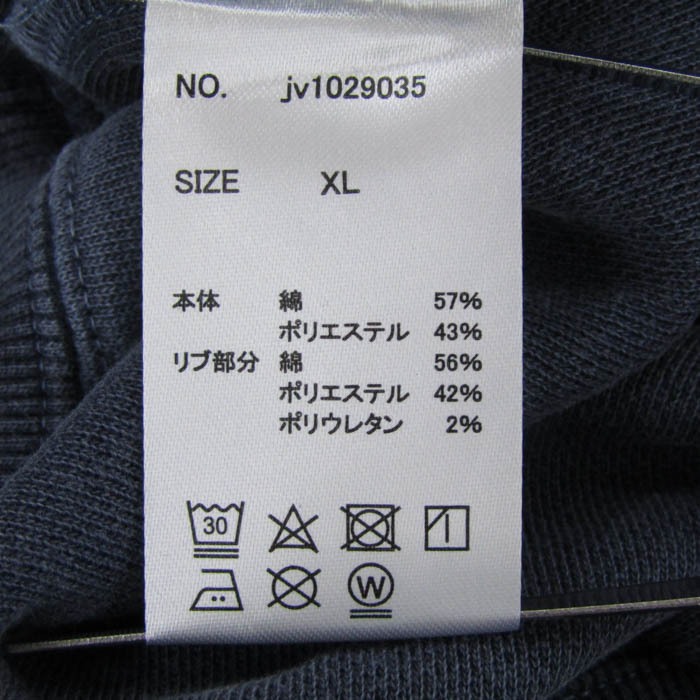 NO. jv1029035
SIZE XL
本体 綿 57%
ポリエステル 43%
リブ部分 綿 56%
ポリエステル 42%
ポリウレタン 2%
30
W